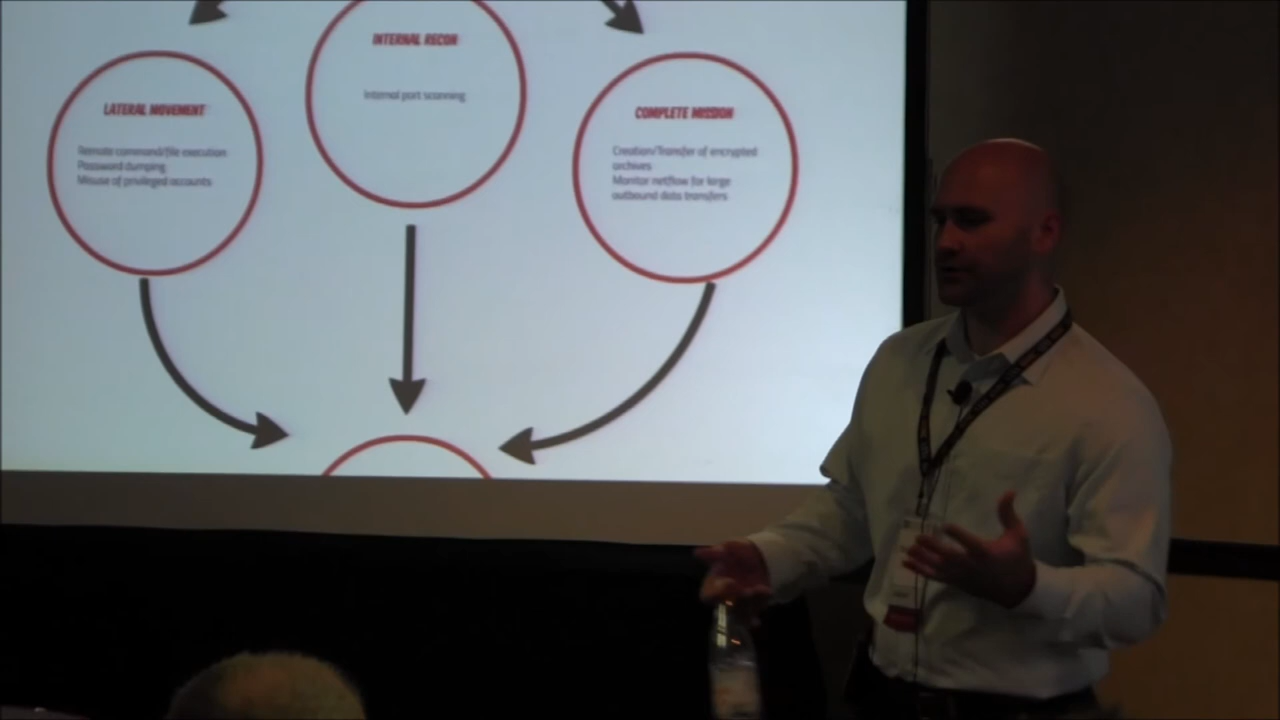 INTERNAL RECON
Internal port scanning
LATERAL MOVEMENT
Remote command/file execution
Password dumping
Misuse of privileged accounts
COMPLETE MISSION
Creation/Transfer of encrypted
archives
Monitor netflow for large
outbound data transfers